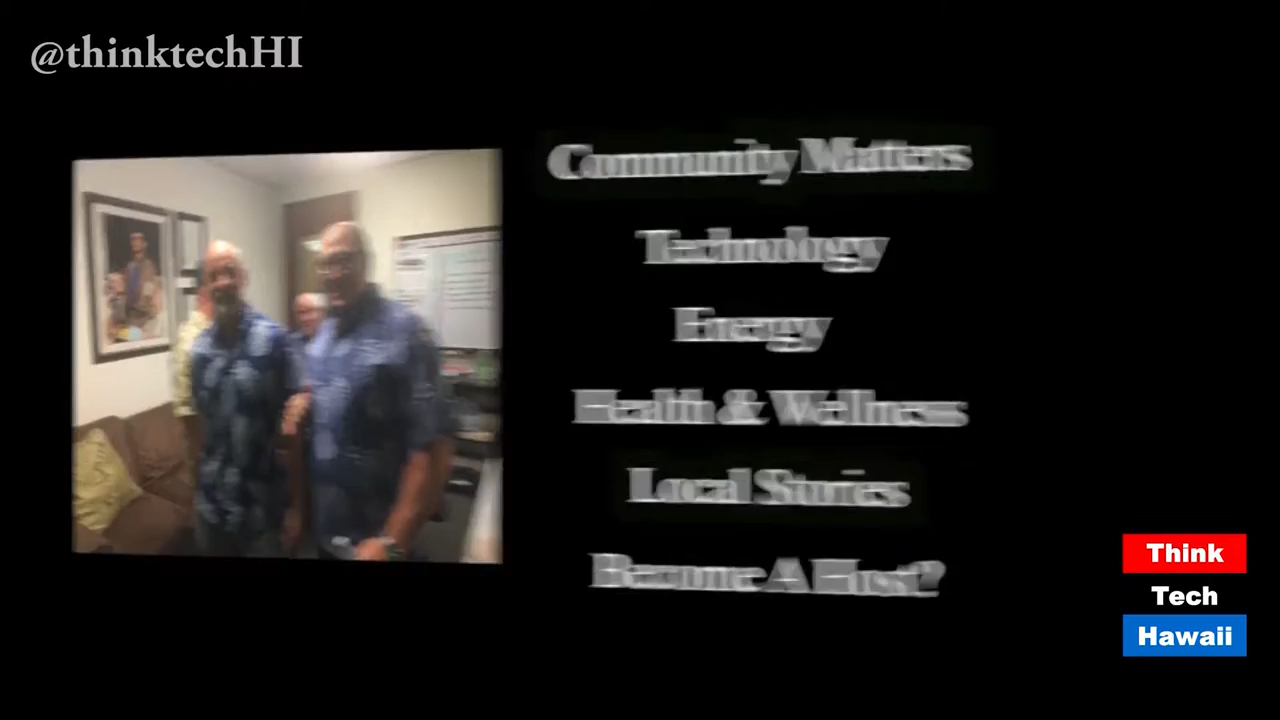 @thinktechHI
Community Matters
Technology
Energy
Health & Wellness
Local Stories
Become A Host?
Think
Tech
Hawaii